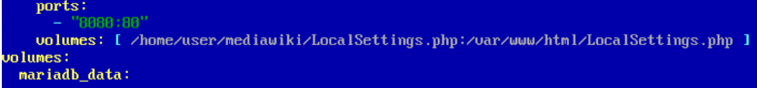 ports:
- "8080:80"
volumes: [ /home/user/mediawiki/LocalSettings.php:/var/www/html/LocalSettings.php ]
volumes:
mariadb_data: